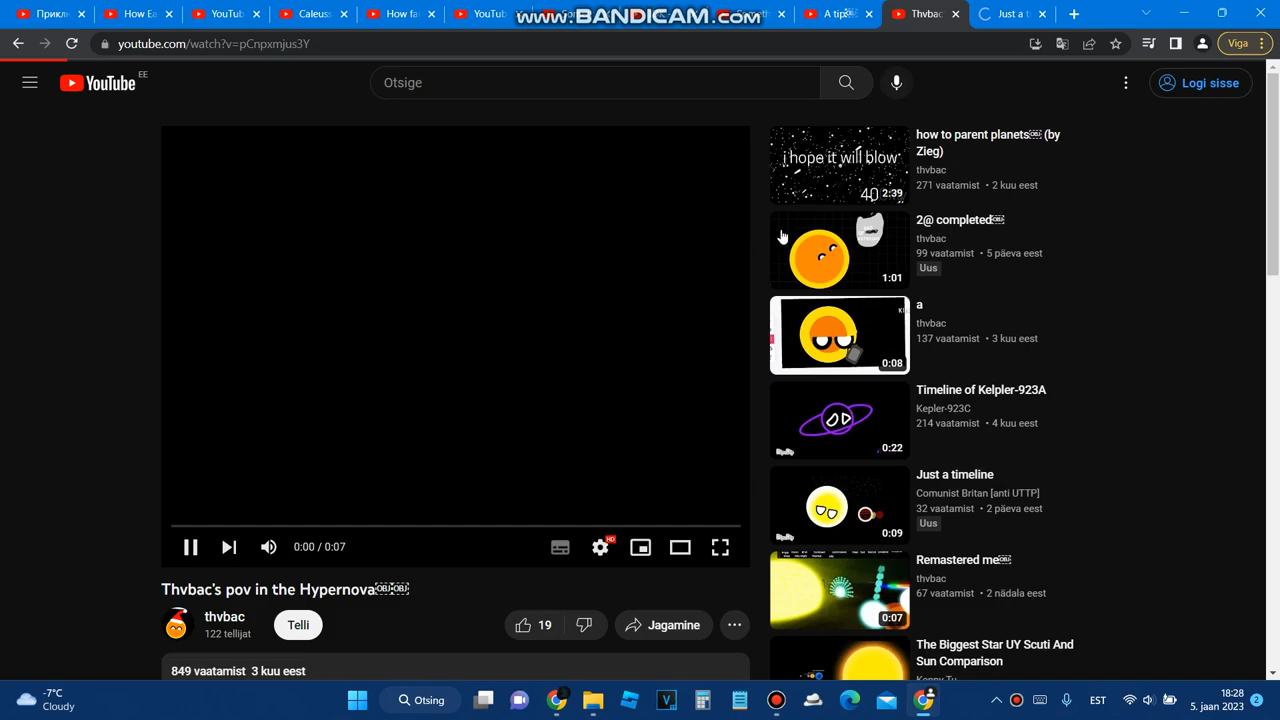 Прикле
How Ea
YouTub
Caleuss
How fa
YouTub
A tip
Thvbac
Just a t
www.BANDICAM.com
youtube.com/watch?v=pCnpxmjus3Y
Viga
YouTube
EE
Otsige
Logi sisse
i hope it will blow
40
2:39
how to parent planets￼ (by
Zieg)
thvbac
271 vaatamist • 2 kuu eest
1:01
2@ completed￼
thvbac
99 vaatamist • 5 päeva eest
Uus
0:08
a
thvbac
137 vaatamist • 3 kuu eest
0:22
Timeline of Kelpler-923A
Kepler-923C
214 vaatamist • 4 kuu eest
0:09
Just a timeline
Comunist Britan [anti UTTP]
32 vaatamist • 2 päeva eest
Uus
0:07
Remastered me￼
thvbac
67 vaatamist • 2 nädala eest
The Biggest Star UY Scuti And
Sun Comparison
0:00 / 0:07
HD
Thvbac's pov in the Hypernova￼￼
thvbac
122 tellijat
Telli
19
Jagamine
849 vaatamist 3 kuu eest
-7°C
Cloudy
Otsing
EST
18:28
5. jaan 2023
2